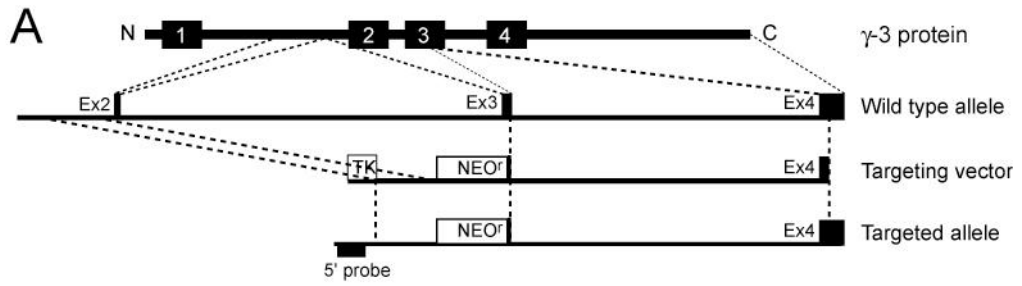 A
N 1 2 3 4 C γ-3 protein
Ex2 Ex3 Ex4 Wild type allele
TK NEOr Ex4 Targeting vector
NEOr Ex4 Targeted allele
5' probe